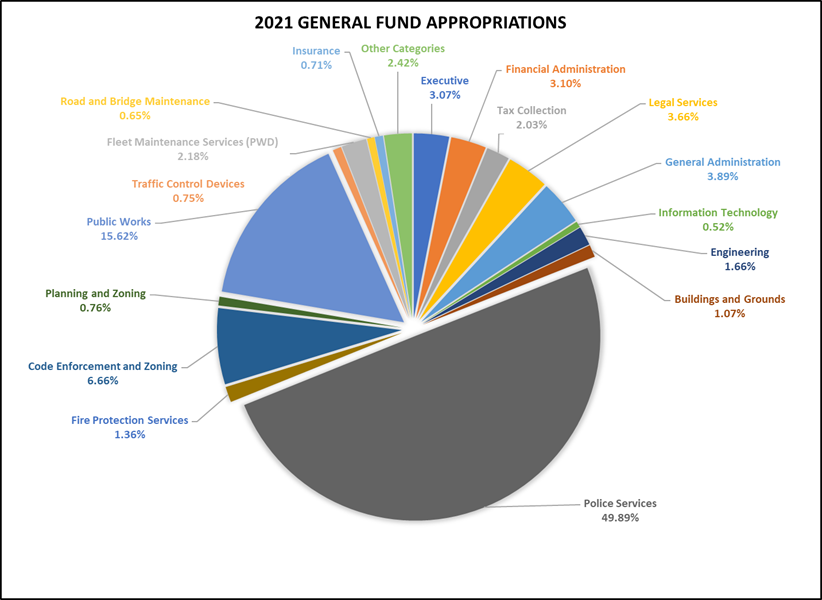 2021 GENERAL FUND APPROPRIATIONS
Insurance
0.71%
Other Categories
2.42%
Executive
3.07%
Financial Administration
3.10%
Tax Collection
2.03%
Legal Services
3.66%
General Administration
3.89%
Information Technology
0.52%
Engineering
1.66%
Buildings and Grounds
1.07%
Police Services
49.89%
Fire Protection Services
1.36%
Code Enforcement and Zoning
6.66%
Planning and Zoning
0.76%
Public Works
15.62%
Traffic Control Devices
0.75%
Fleet Maintenance Services (PWD)
2.18%
Road and Bridge Maintenance
0.65%